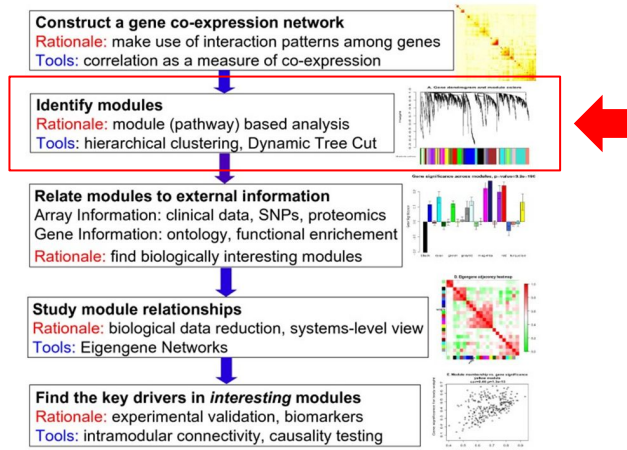 Construct a gene co-expression network
Rationale: make use of interaction patterns among genes
Tools: correlation as a measure of co-expression
Identify modules
Rationale: module (pathway) based analysis
Tools: hierarchical clustering, Dynamic Tree Cut
A. Gene dendrogram and module colors
Relate modules to external information
Array Information: clinical data, SNPs, proteomics
Gene Information: ontology, functional enrichement
Rationale: find biologically interesting modules
Gene significance across modules,
Study module relationships
Rationale: biological data reduction, systems-level view
Tools: Eigengene Networks
Find the key drivers in interesting modules
Rationale: experimental validation, biomarkers
Tools: intramodular connectivity, causality testing